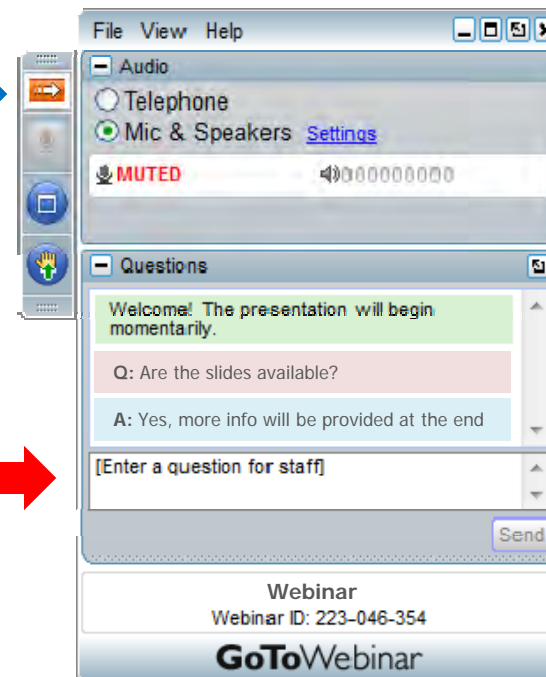 File View Help
Audio
Telephone
Mic & Speakers Settings
MUTED
Questions
Welcome! The presentation will begin
momentarily.
Q: Are the slides available?
A: Yes, more info will be provided at the end
[Enter a question for staff]
Send
Webinar
Webinar ID: 223-046-354
GoToWebinar